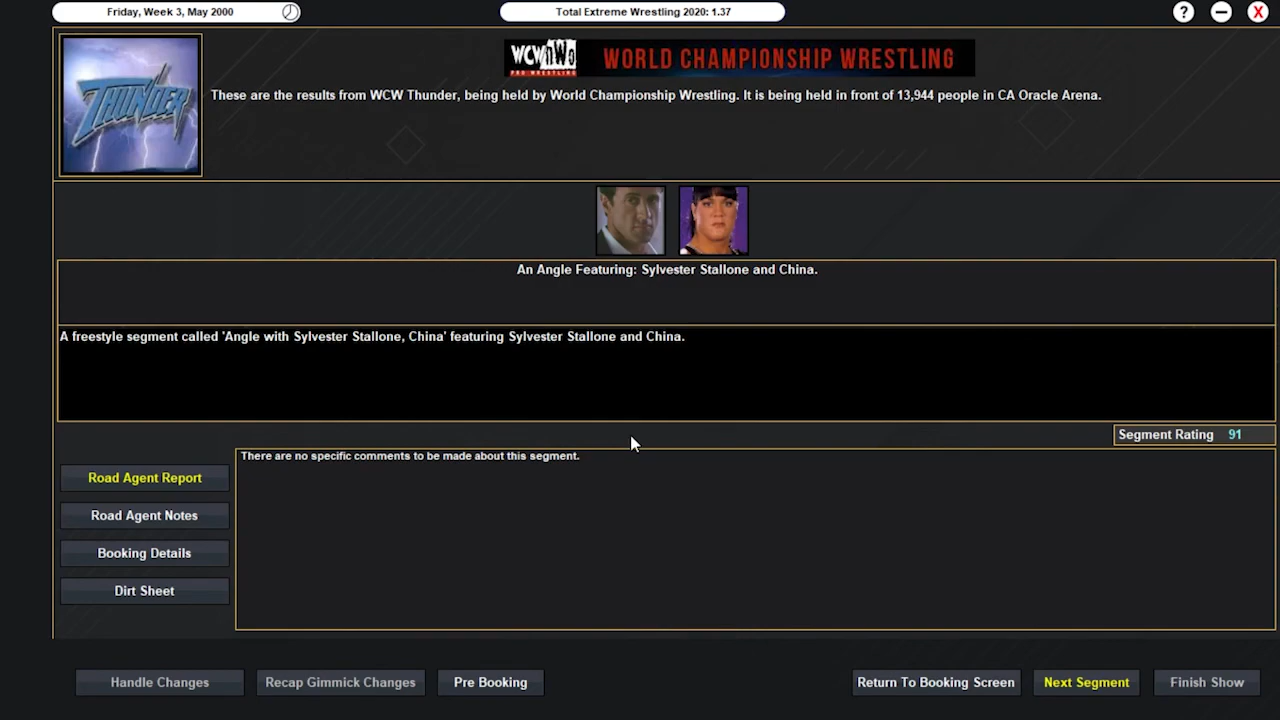 Friday, Week 3, May 2000
Total Extreme Wrestling 2020: 1.37
?
X
THUNDER
WCW nWo
PRO WRESTLING
WORLD CHAMPIONSHIP WRESTLING
These are the results from WCW Thunder, being held by World Championship Wrestling. It is being held in front of 13,944 people in CA Oracle Arena.
An Angle Featuring: Sylvester Stallone and China.
A freestyle segment called 'Angle with Sylvester Stallone, China' featuring Sylvester Stallone and China.
Segment Rating 91
There are no specific comments to be made about this segment.
Road Agent Report
Road Agent Notes
Booking Details
Dirt Sheet
Handle Changes
Recap Gimmick Changes
Pre Booking
Return To Booking Screen
Next Segment
Finish Show